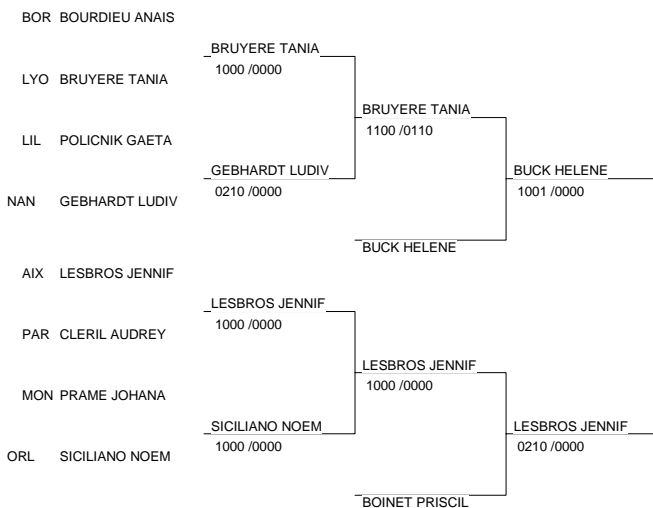 BOR BOURDIEU ANAIS
BRUYERE TANIA
1000 /0000
LYO BRUYERE TANIA
BRUYERE TANIA
1100 /0110
LIL POLICNIK GAETA
GEBHARDT LUDIV
0210 /0000
BUCK HELENE
1001 /0000
NAN GEBHARDT LUDIV
BUCK HELENE
AIX LESBROS JENNIF
LESBROS JENNIF
1000 /0000
PAR CLERIL AUDREY
LESBROS JENNIF
1000 /0000
MON PRAME JOHANA
SICILIANO NOEM
1000 /0000
LESBROS JENNIF
0210 /0000
ORL SICILIANO NOEM
BOINET PRISCIL